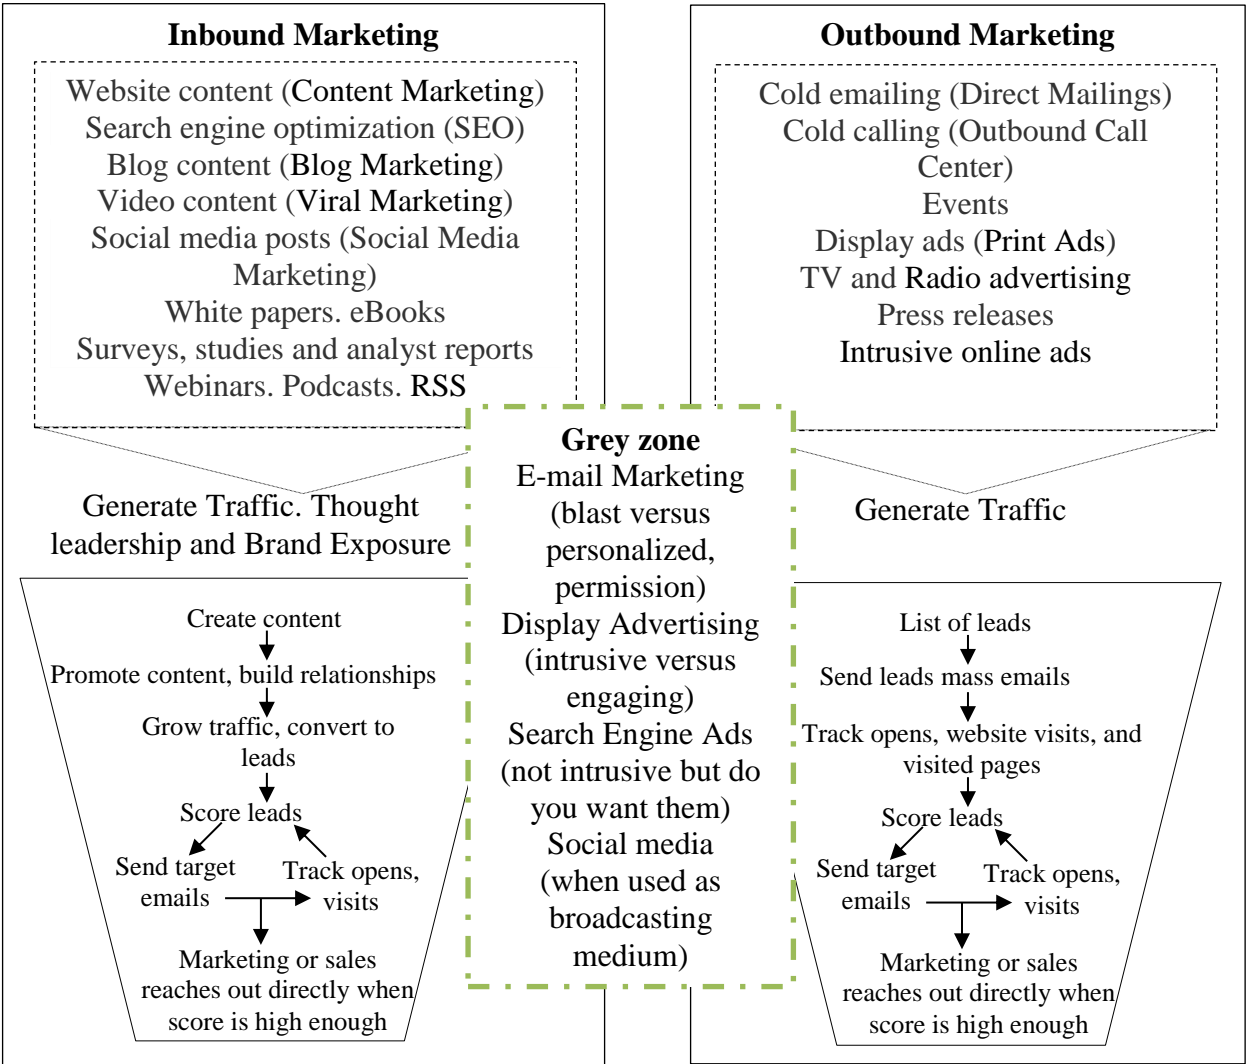 Inbound Marketing
Website content (Content Marketing)
Search engine optimization (SEO)
Blog content (Blog Marketing)
Video content (Viral Marketing)
Social media posts (Social Media
Marketing)
White papers. eBooks
Surveys, studies and analyst reports
Webinars. Podcasts. RSS
Generate Traffic. Thought
leadership and Brand Exposure
Create content
Promote content, build relationships
Grow traffic, convert to
leads
Score leads
Send target
emails
Track opens,
visits
Marketing or sales
reaches out directly when
score is high enough
Grey zone
E-mail Marketing
(blast versus
personalized,
permission)
Display Advertising
(intrusive versus
engaging)
Search Engine Ads
(not intrusive but do
you want them)
Social media
(when used as
broadcasting
medium)
Outbound Marketing
Cold emailing (Direct Mailings)
Cold calling (Outbound Call
Center)
Events
Display ads (Print Ads)
TV and Radio advertising
Press releases
Intrusive online ads
Generate Traffic
List of leads
Send leads mass emails
Track opens, website visits, and
visited pages
Score leads
Send target
emails
Track opens,
visits
Marketing or sales
reaches out directly when
score is high enough